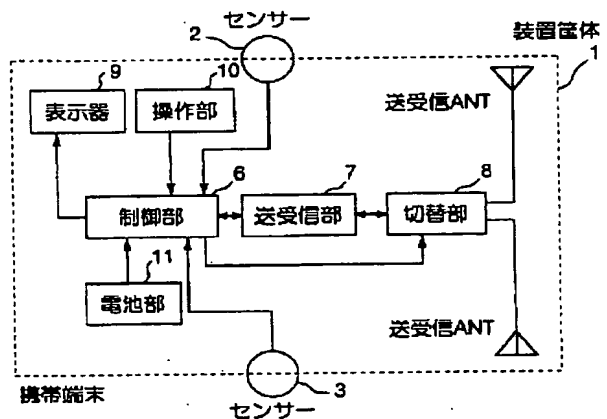 センサー
2
装置筐体
1
9
10
表示器
操作部
送受信ANT
6
7
8
制御部
送受信部
切替部
11
電池部
送受信ANT
3
携帯端末
センサー